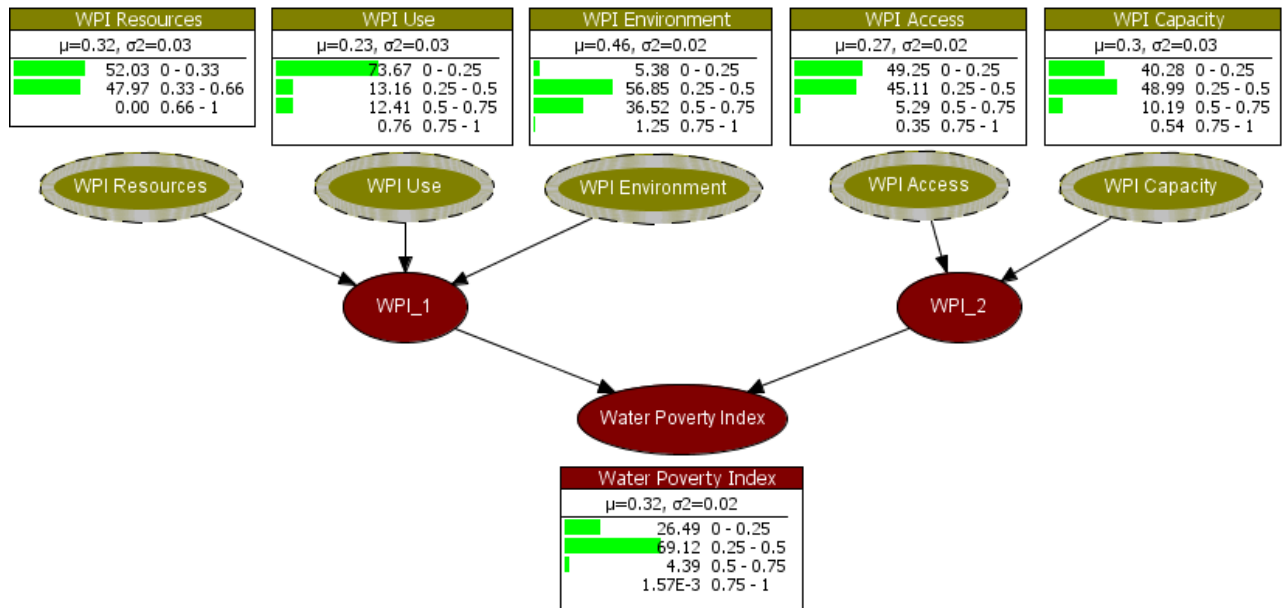 WPI Resources
μ=0.32, σ2=0.03
52.03 0 - 0.33
47.97 0.33 - 0.66
0.00 0.66 - 1
WPI Use
μ=0.23, σ2=0.03
73.67 0 - 0.25
13.16 0.25 - 0.5
12.41 0.5 - 0.75
0.76 0.75 - 1
WPI Environment
μ=0.46, σ2=0.02
5.38 0 - 0.25
56.85 0.25 - 0.5
36.52 0.5 - 0.75
1.25 0.75 - 1
WPI Access
μ=0.27, σ2=0.02
49.25 0 - 0.25
45.11 0.25 - 0.5
5.29 0.5 - 0.75
0.35 0.75 - 1
WPI Capacity
μ=0.3, σ2=0.03
40.28 0 - 0.25
48.99 0.25 - 0.5
10.19 0.5 - 0.75
0.54 0.75 - 1
WPI Resources
WPI Use
WPI Environment
WPI Access
WPI Capacity
WPI_1
WPI_2
Water Poverty Index
Water Poverty Index
μ=0.32, σ2=0.02
26.49 0 - 0.25
69.12 0.25 - 0.5
4.39 0.5 - 0.75
1.57E-3 0.75 - 1